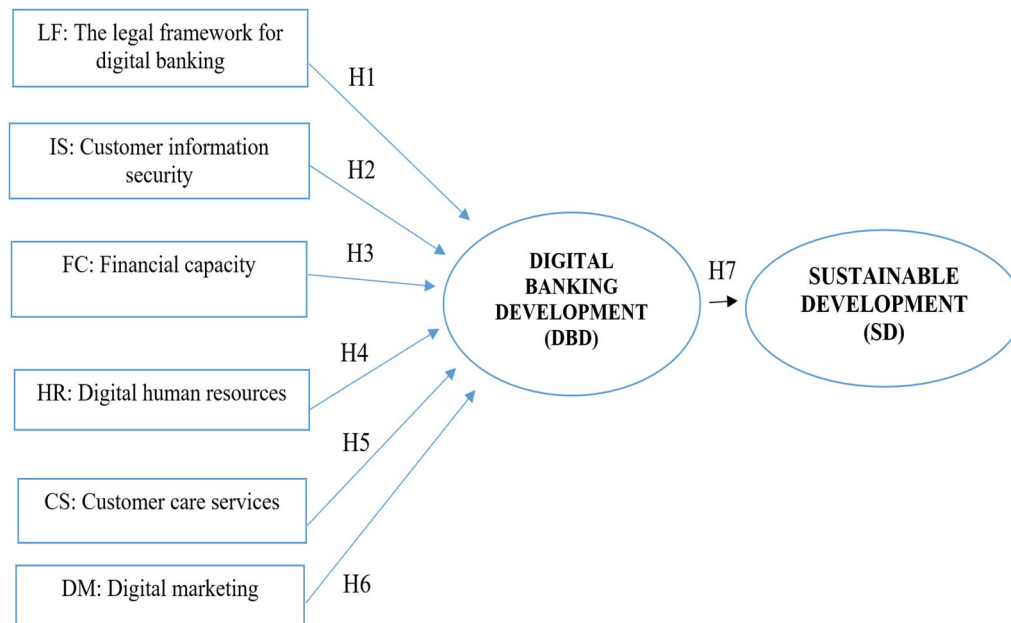 LF: The legal framework for
digital banking
H1
IS: Customer information
security
H2
FC: Financial capacity
H3
HR: Digital human resources
H4
CS: Customer care services
H5
DM: Digital marketing
H6
DIGITAL
BANKING
DEVELOPMENT
(DBD)
H7
SUSTAINABLE
DEVELOPMENT
(SD)